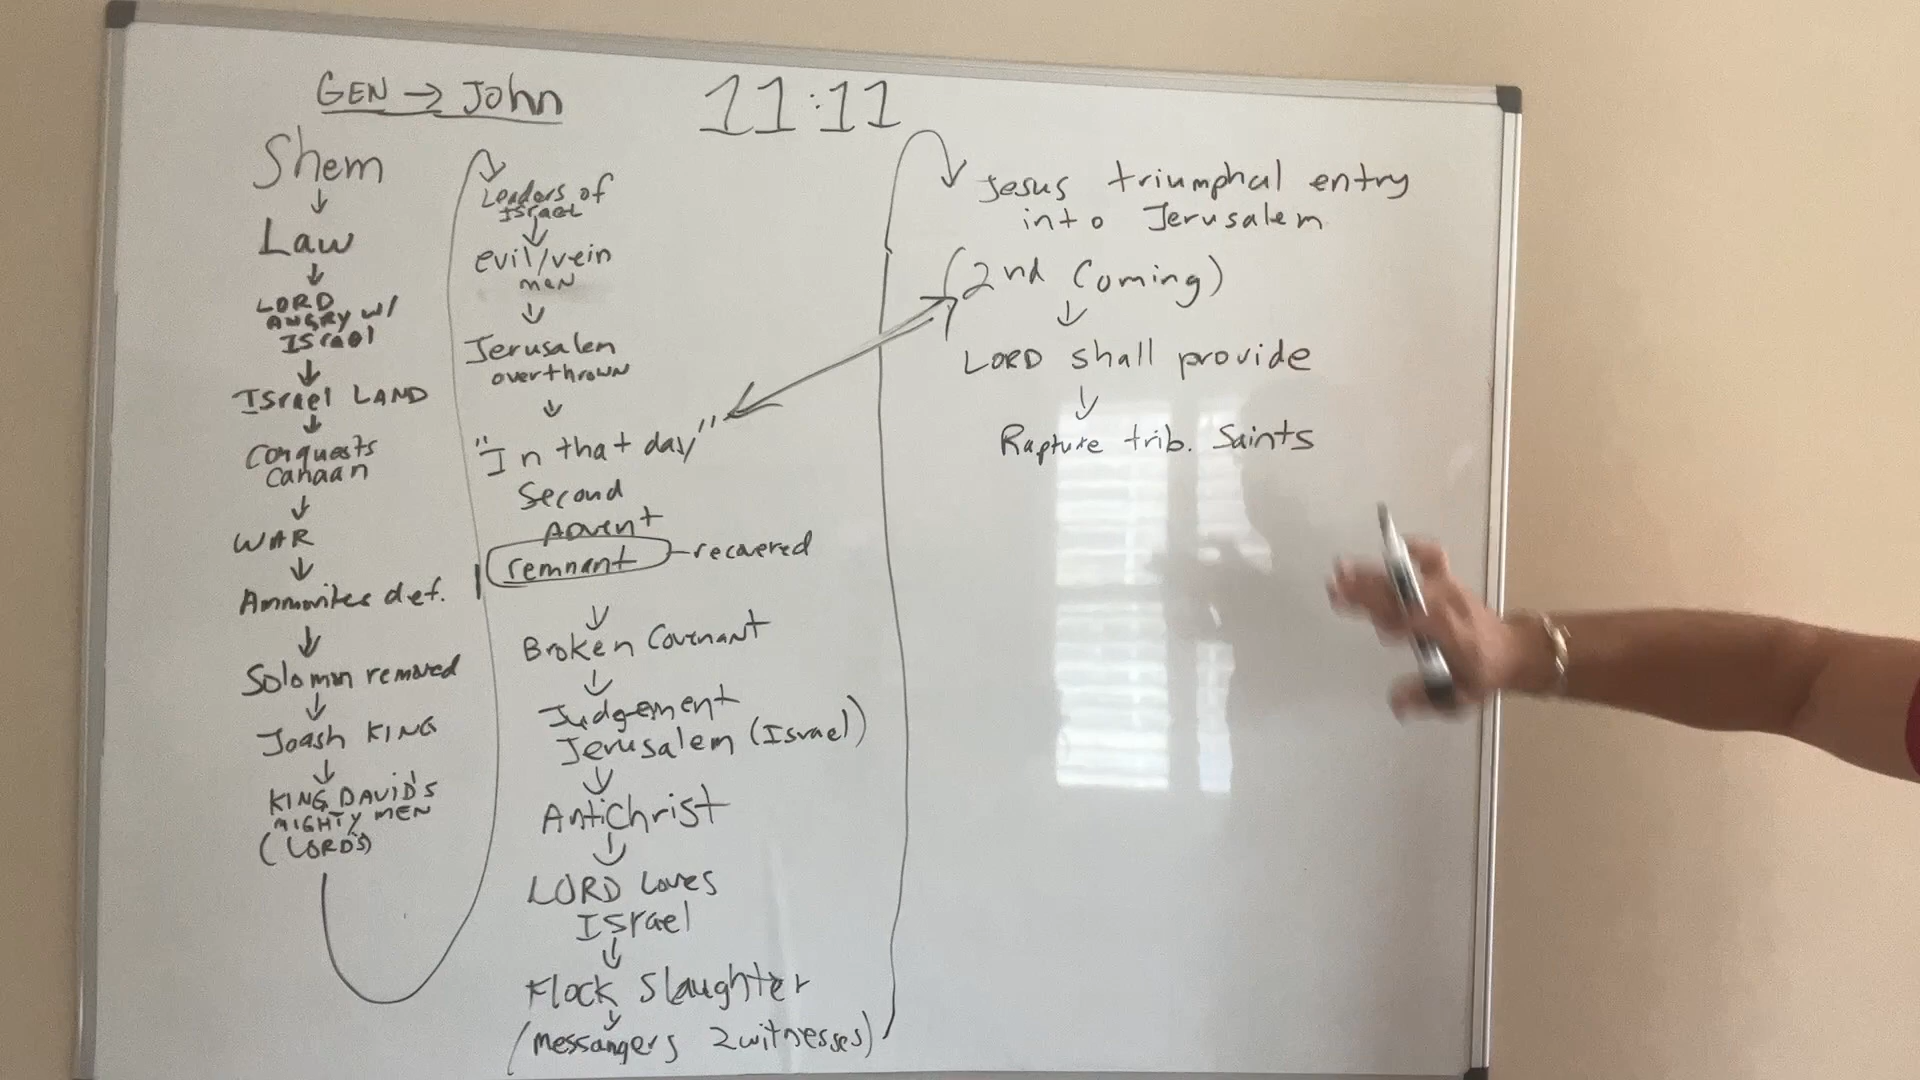 GEN → John
11:11
Shem
↓
Law
↓
LORD
ANGRY w/
Israel
↓
Israel LAND
↓
Conquests
Canaan
↓
WAR
↓
Ammonites def.
↓
Solomon removed
↓
Joash KING
↓
KING DAVID'S
MIGHTY MEN
(LORD'S)
Leaders of
Israel
↓
evil/vein
men
↓
Jerusalem
overthrown
↓
"In that day"
Second
Advent
remnant - recovered
↓
Broken Covenant
↓
Judgement
Jerusalem (Israel)
↓
AntiChrist
↓
LORD Loves
Israel
↓
Flock Slaughter
↓
(messangers 2 witnesses)
Jesus triumphal entry
into Jerusalem
(2nd Coming)
↓
LORD shall provide
↓
Rapture trib. Saints